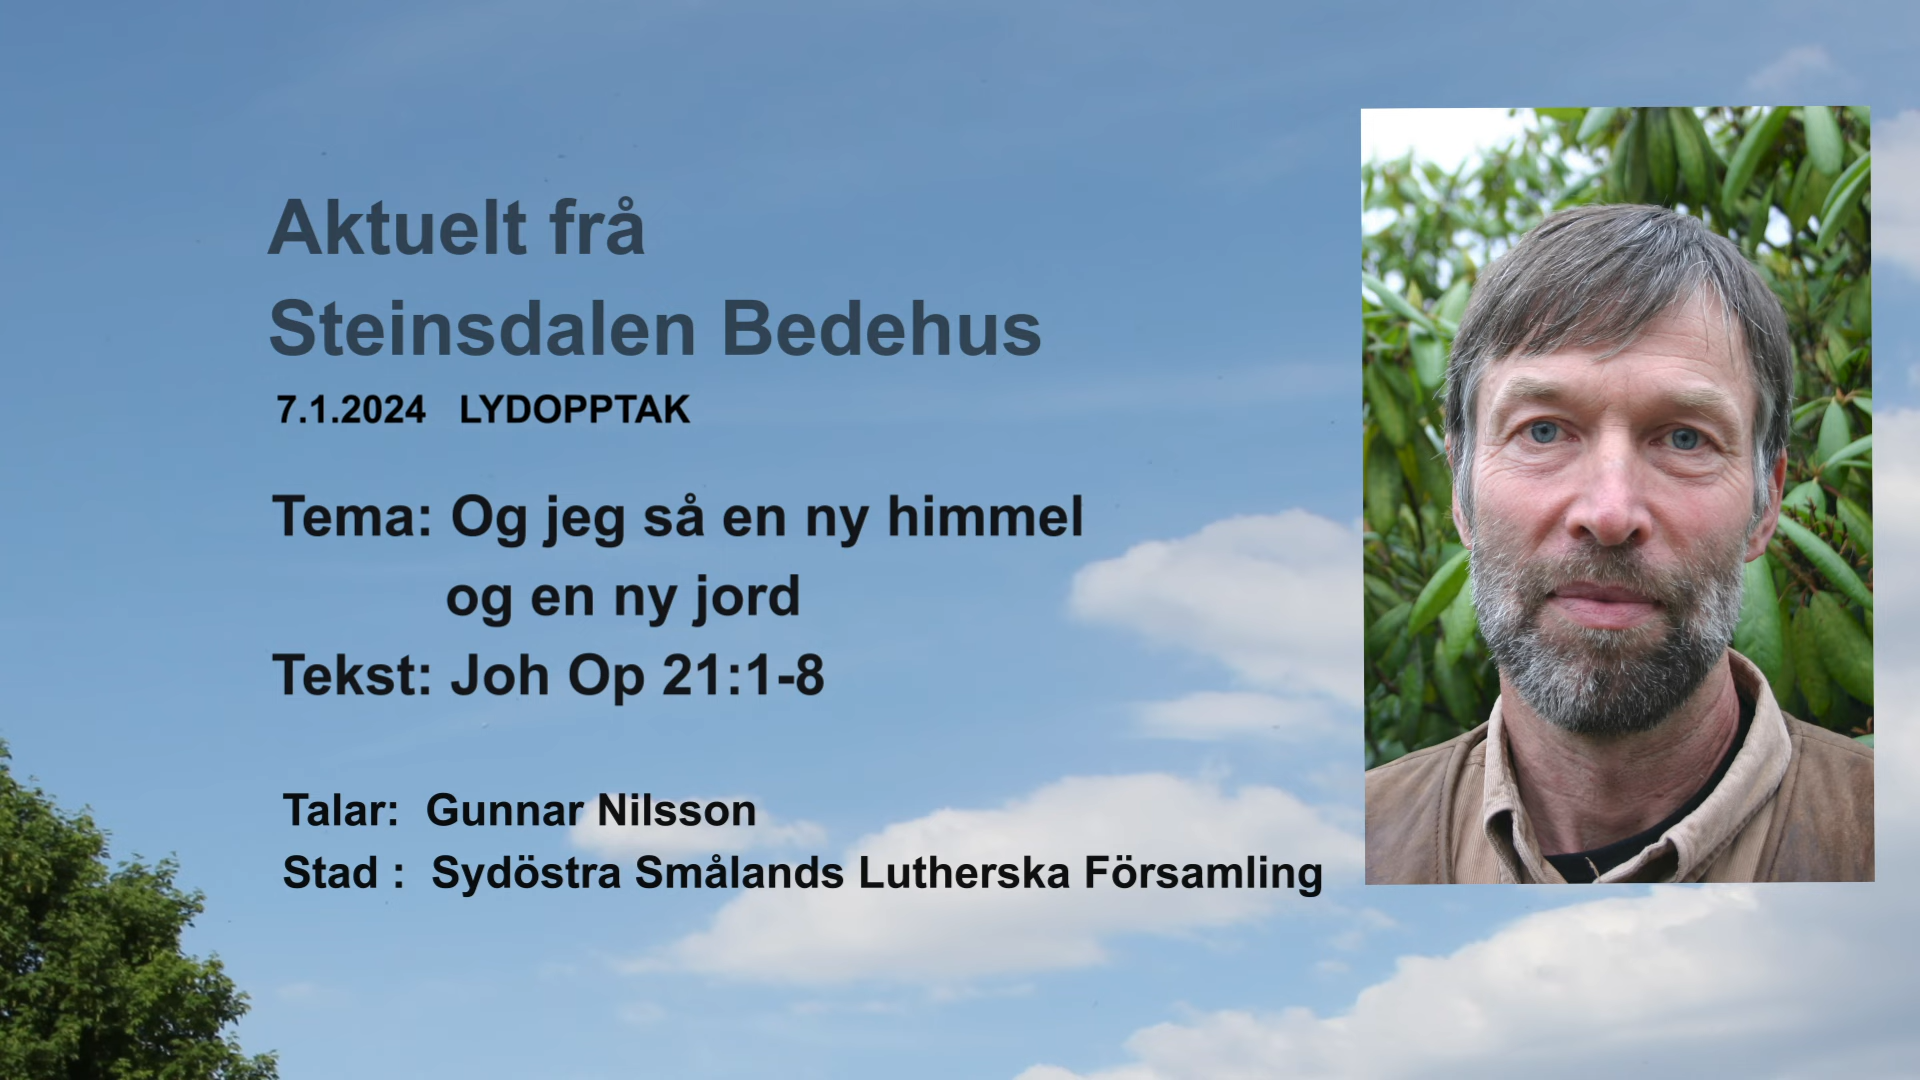 Aktuelt frå
Steinsdalen Bedehus
7.1.2024 LYDOPPTAK
Tema: Og jeg så en ny himmel
og en ny jord
Tekst: Joh Op 21:1-8
Talar: Gunnar Nilsson
Stad : Sydöstra Smålands Lutherska Församling